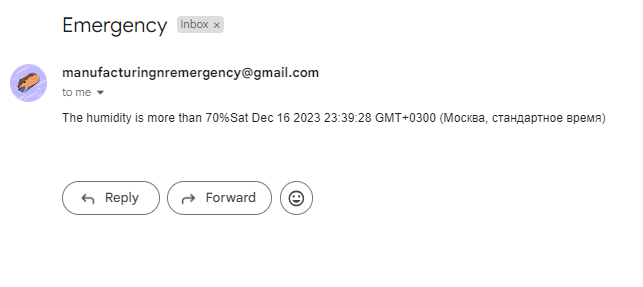 Emergency Inbox ×
manufacturingnremergency@gmail.com
to me
The humidity is more than 70%Sat Dec 16 2023 23:39:28 GMT+0300 (Москва, стандартное время)
Reply Forward